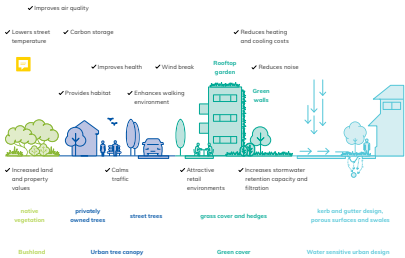 ✓ Improves air quality
✓ Lowers street temperature
✓ Carbon storage
✓ Reduces heating and cooling costs
✓ Improves health
✓ Wind break
Rooftop garden
✓ Reduces noise
✓ Provides habitat
✓ Enhances walking environment
Green walls
✓ Increased land and property values
✓ Calms traffic
✓ Attractive retail environments
✓ Increases stormwater retention capacity and filtration
native vegetation
privately owned trees
street trees
grass cover and hedges
kerb and gutter design, porous surfaces and swales
Bushland
Urban tree canopy
Green cover
Water sensitive urban design